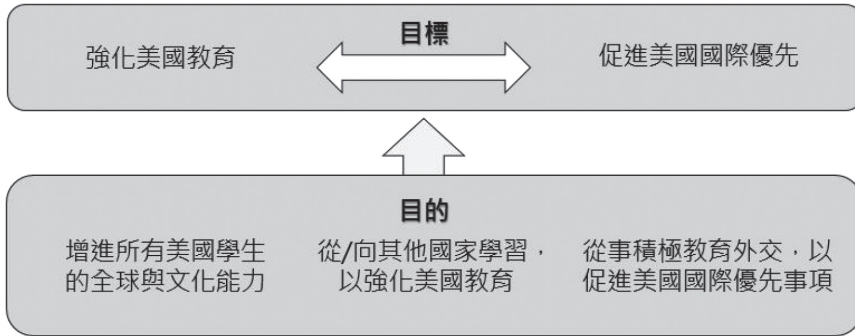 目標
強化美國教育
促進美國國際優先
目的
增進所有美國學生
的全球與文化能力
從/向其他國家學習，
以強化美國教育
從事積極教育外交，以
促進美國國際優先事項